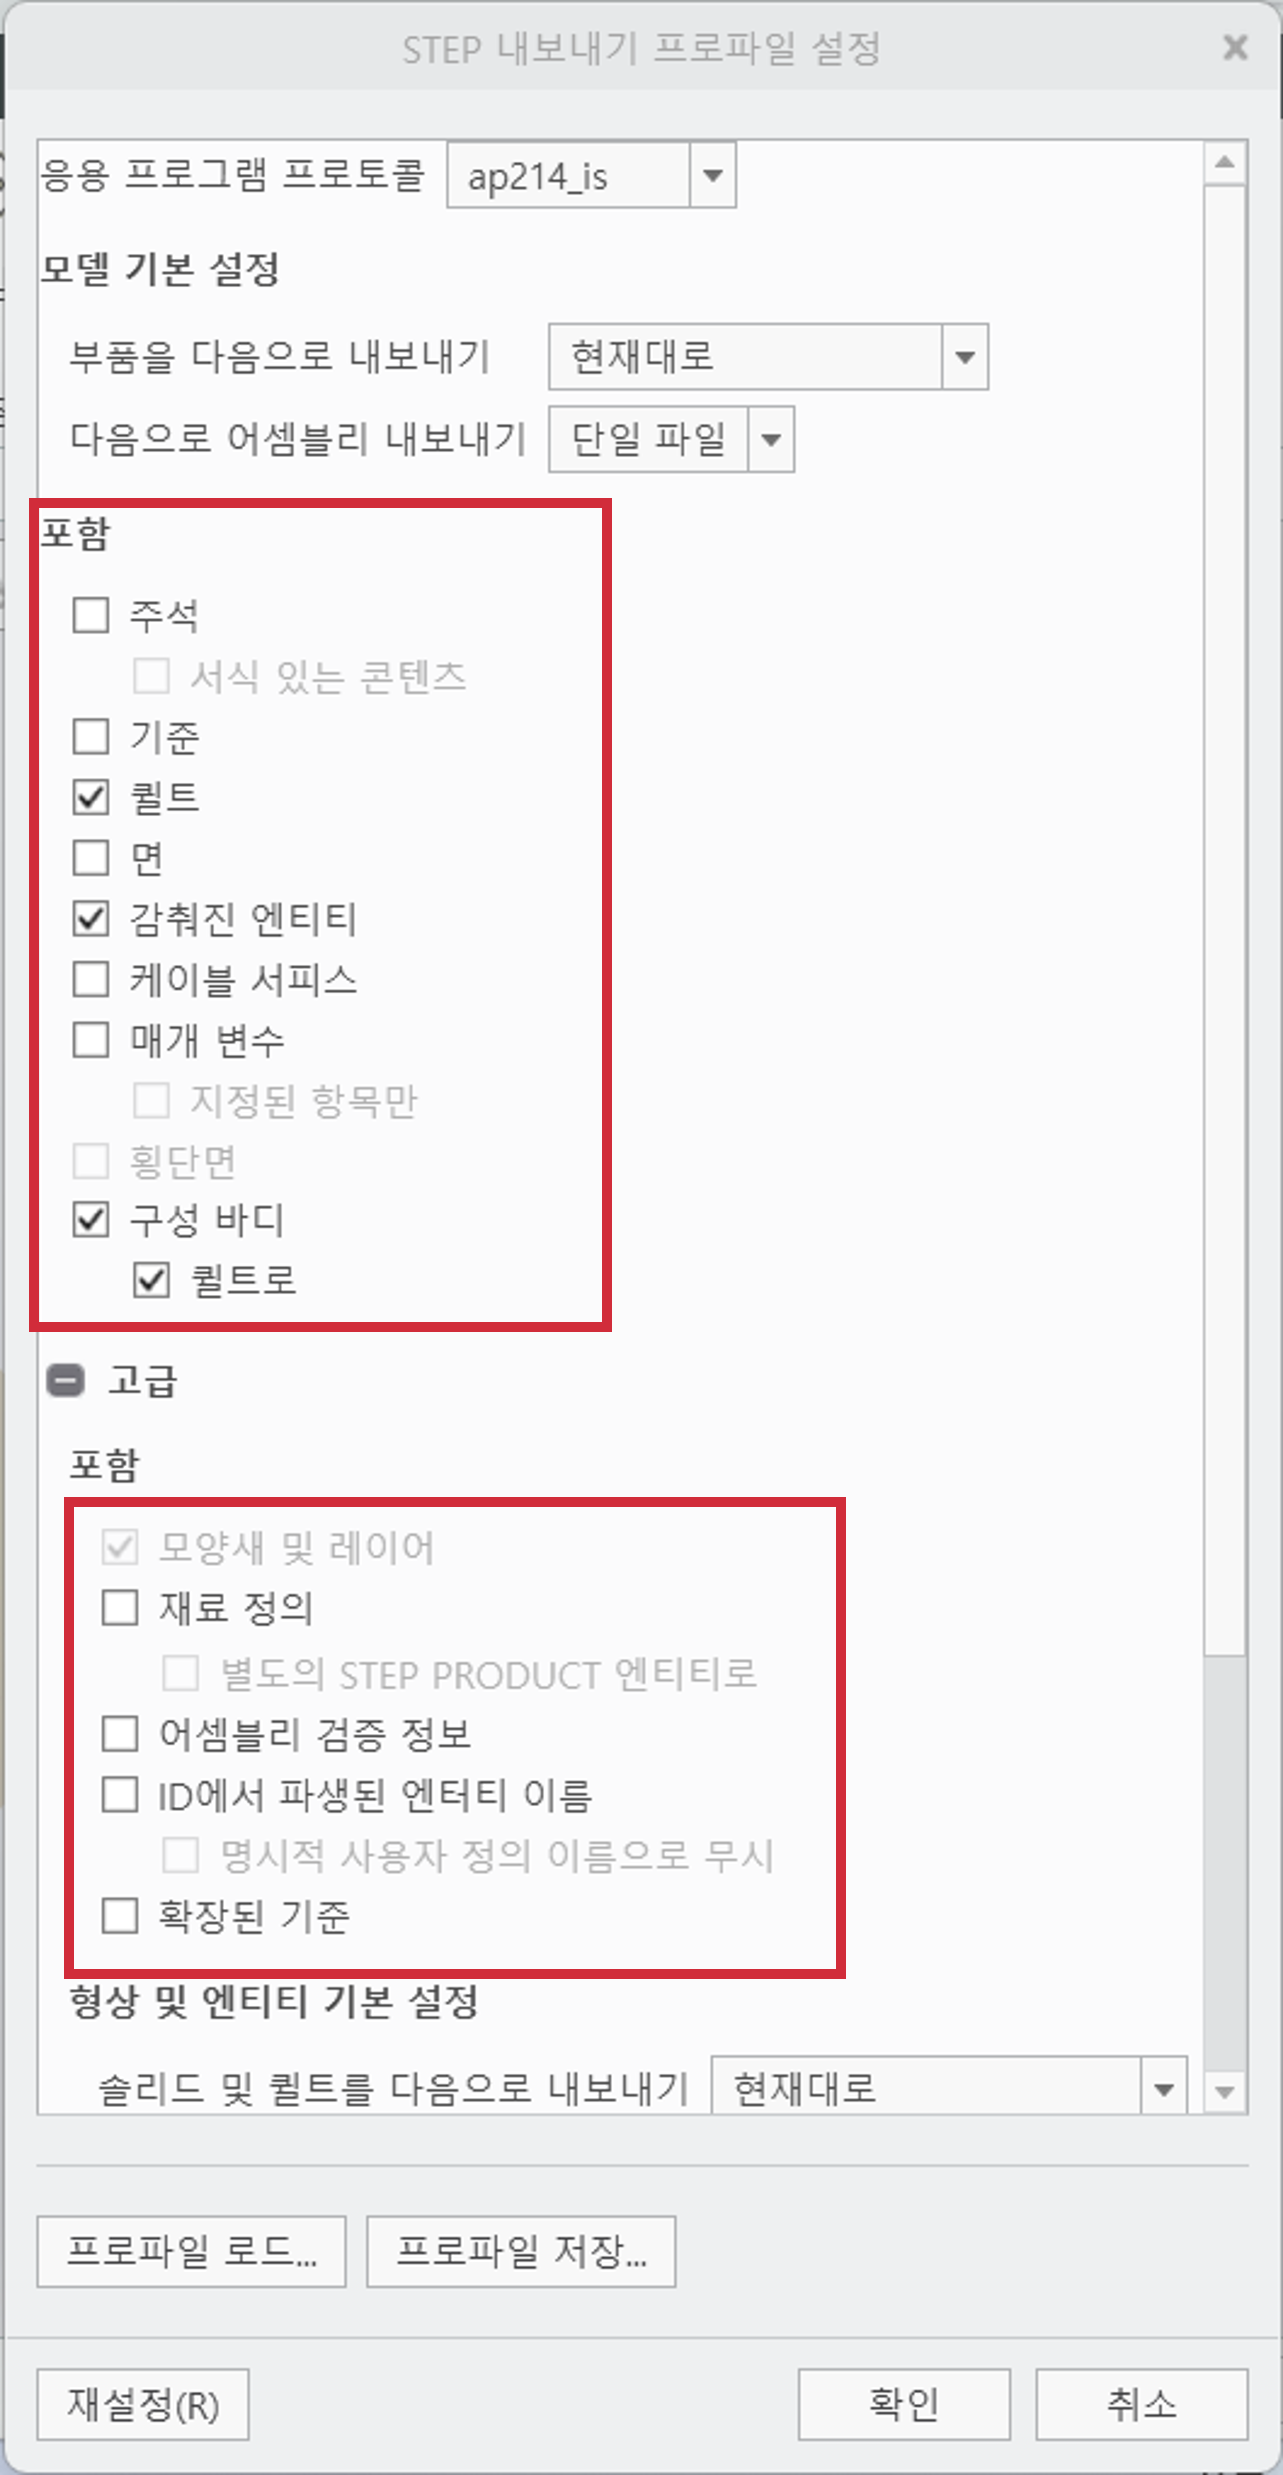 STEP 내보내기 프로파일 설정
응용 프로그램 프로토콜 ap214_is
모델 기본 설정
부품을 다음으로 내보내기 현재대로
다음으로 어셈블리 내보내기 단일 파일
포함
주석
서식 있는 콘텐츠
기준
퀼트
면
감춰진 엔티티
케이블 서피스
매개 변수
지정된 항목만
횡단면
구성 바디
퀼트로
고급
포함
모양새 및 레이어
재료 정의
별도의 STEP PRODUCT 엔티티로
어셈블리 검증 정보
ID에서 파생된 엔터티 이름
명시적 사용자 정의 이름으로 무시
확장된 기준
형상 및 엔티티 기본 설정
솔리드 및 퀼트를 다음으로 내보내기 현재대로
프로파일 로드... 프로파일 저장...
재설정(R) 확인 취소